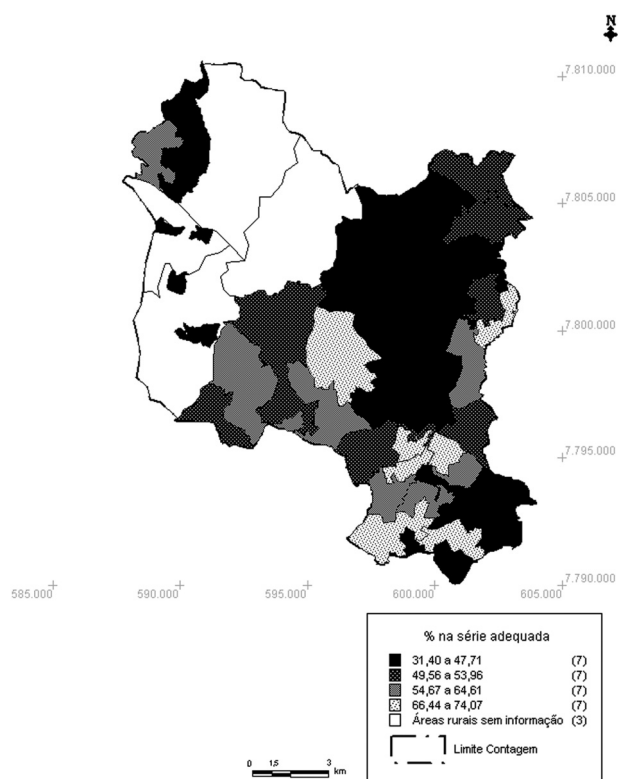 N
7.810.000
7.805.000
7.800.000
7.795.000
7.790.000
585.000 590.000 595.000 600.000 605.000
% na série adequada
31,40 a 47,71 (7)
49,56 a 53,96 (7)
54,67 a 64,61 (7)
66,44 a 74,07 (7)
Áreas rurais sem informação (3)
Limite Contagem
0 1,5 3
km